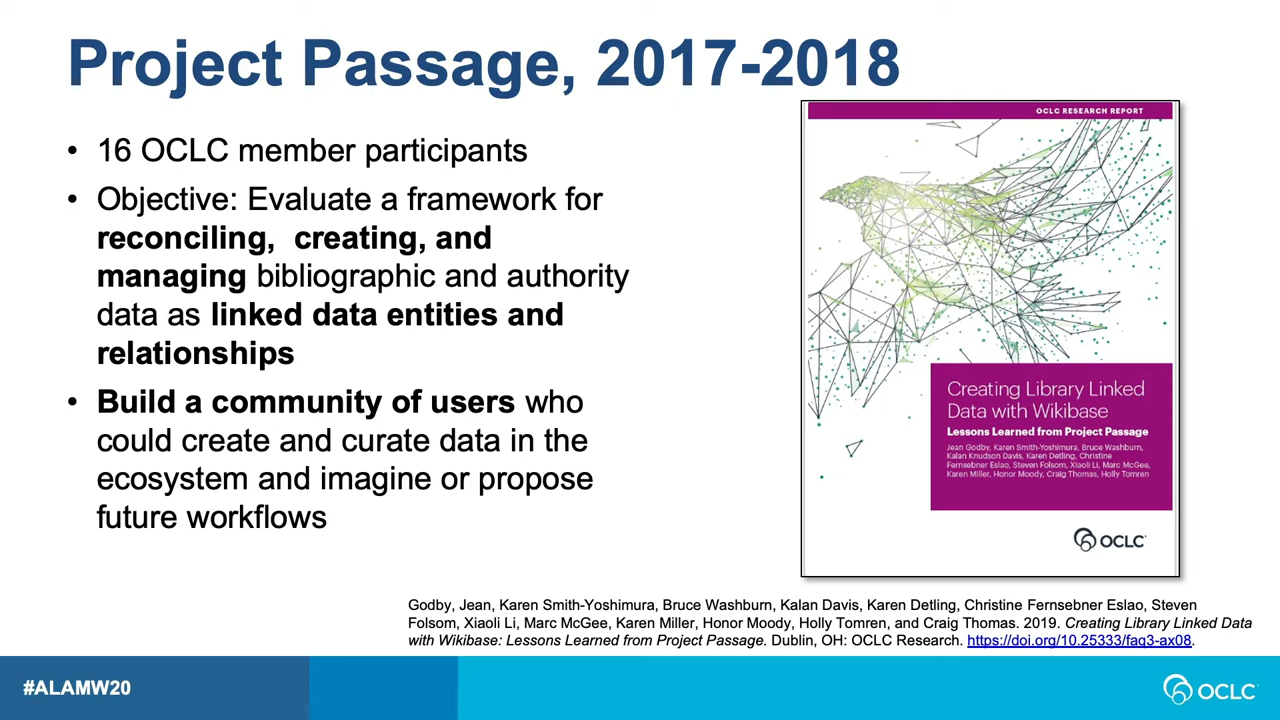 Project Passage, 2017-2018
• 16 OCLC member participants
• Objective: Evaluate a framework for
reconciling, creating, and
managing bibliographic and authority
data as linked data entities and
relationships
• Build a community of users who
could create and curate data in the
ecosystem and imagine or propose
future workflows
OCLC RESEARCH REPORT
Creating Library Linked
Data with Wikibase
Lessons Learned from Project Passage
Jean Godby, Karen Smith-Yoshimura, Bruce Washburn,
Kalan Knudson Davis, Karen Detling, Christine
Fernsebner Eslao, Steven Folsom, Xiaoli Li, Marc McGee,
Karen Miller, Honor Moody, Craig Thomas, Holly Tomren
OCLC
Godby, Jean, Karen Smith-Yoshimura, Bruce Washburn, Kalan Davis, Karen Detling, Christine Fernsebner Eslao, Steven
Folsom, Xiaoli Li, Marc McGee, Karen Miller, Honor Moody, Holly Tomren, and Craig Thomas. 2019. Creating Library Linked Data
with Wikibase: Lessons Learned from Project Passage. Dublin, OH: OCLC Research. https://doi.org/10.25333/faq3-ax08.
#ALAMW20
OCLC